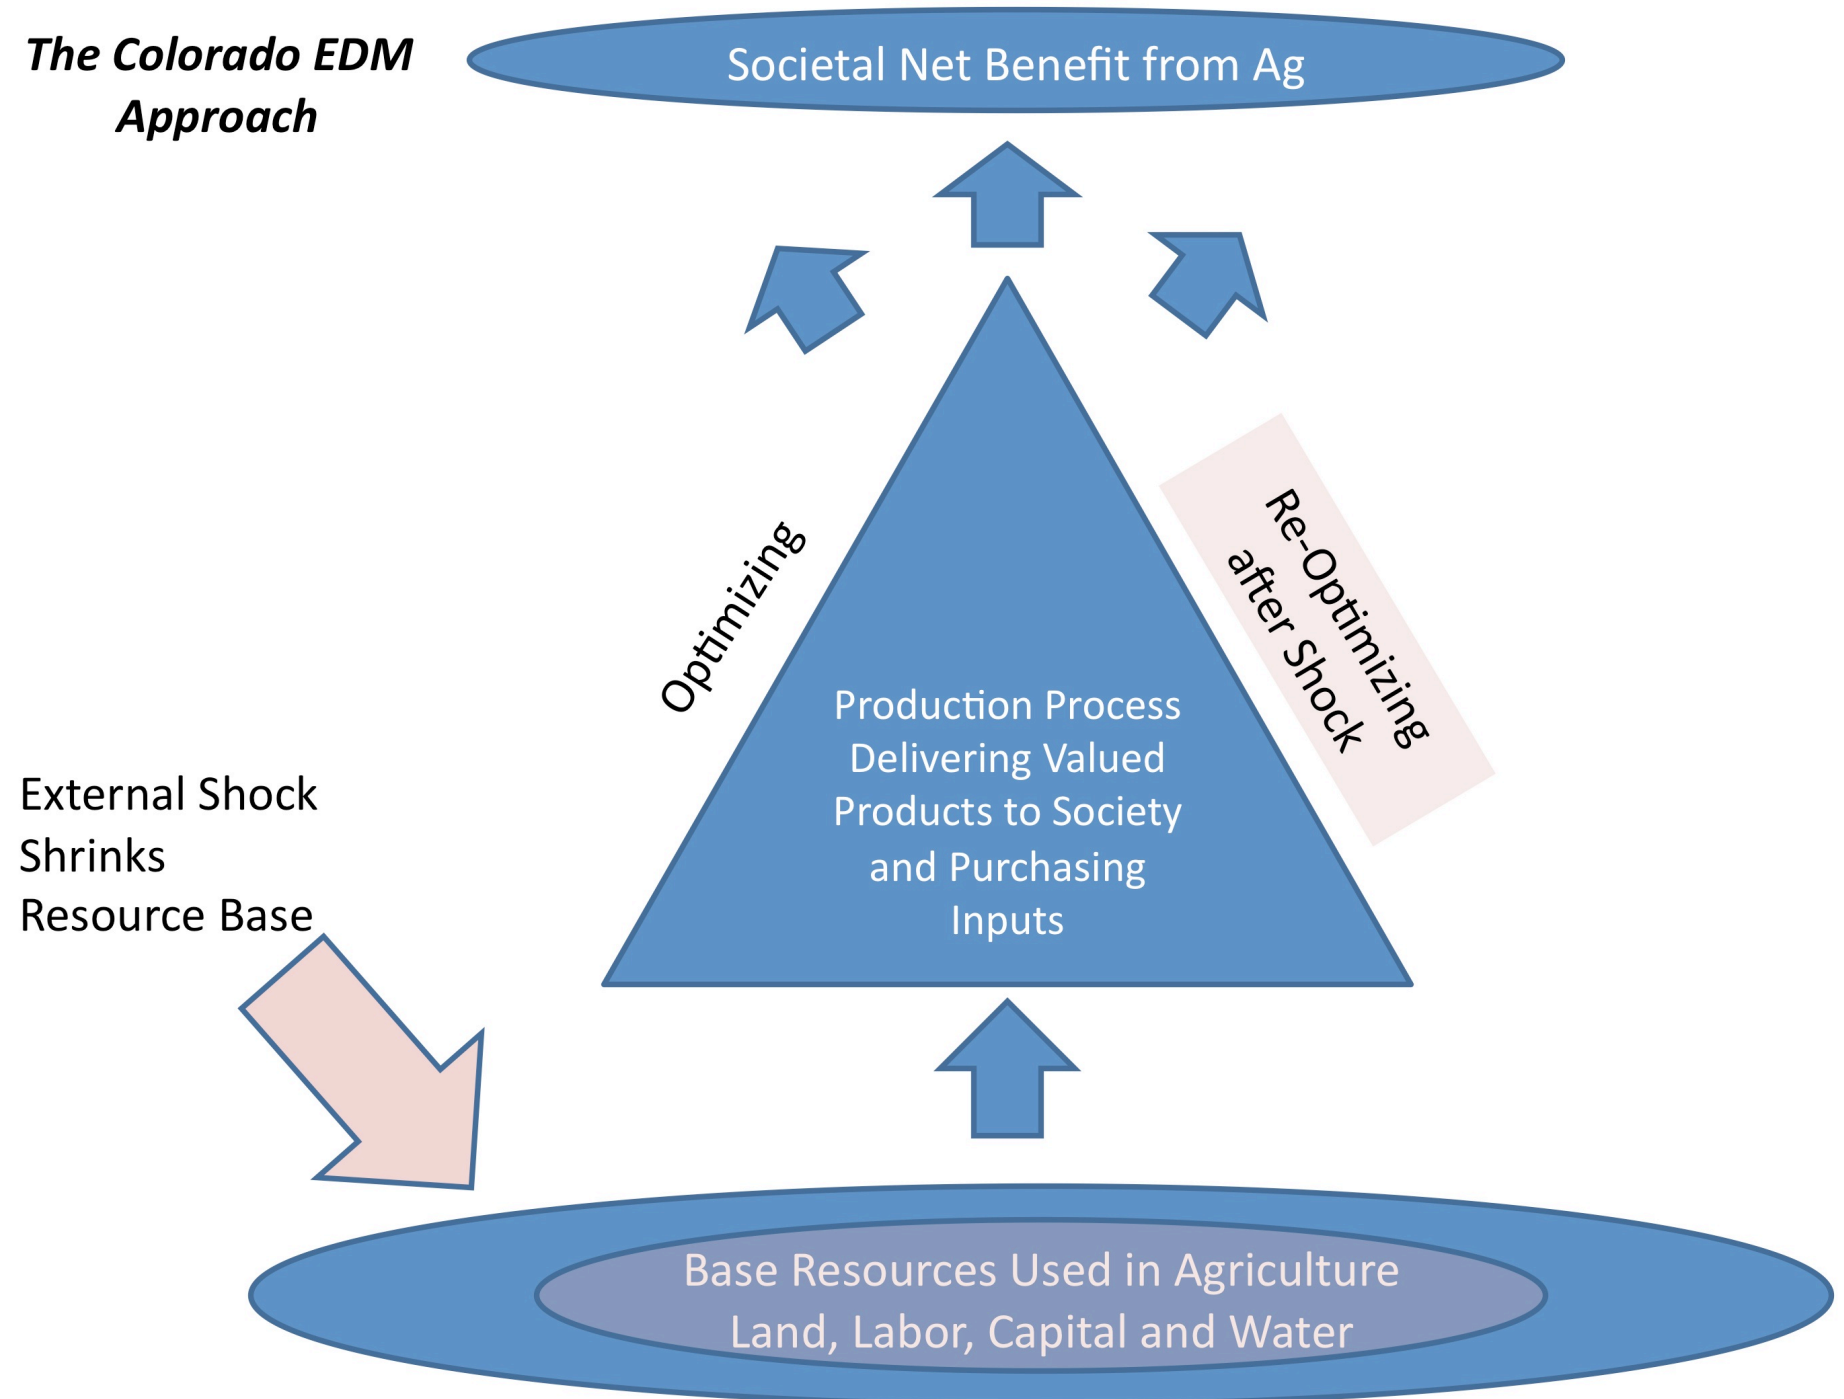 The Colorado EDM
Approach
Societal Net Benefit from Ag
Optimizing
Re-Optimizing
after Shock
Production Process
Delivering Valued
Products to Society
and Purchasing
Inputs
External Shock
Shrinks
Resource Base
Base Resources Used in Agriculture
Land, Labor, Capital and Water